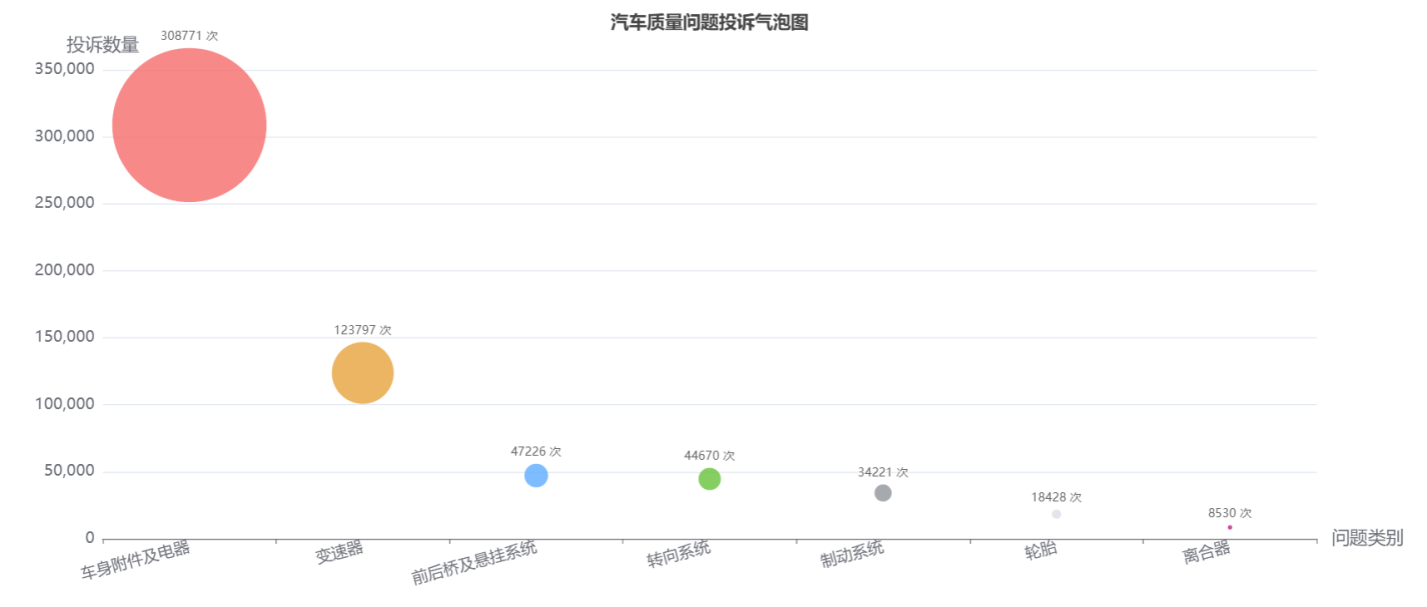 汽车质量问题投诉气泡图
投诉数量
308771 次
350,000
300,000
250,000
200,000
150,000
100,000
50,000
0
123797 次
47226 次
44670 次
34221 次
18428 次
8530 次
车身附件及电器
变速器
前后桥及悬挂系统
转向系统
制动系统
轮胎
离合器
问题类别